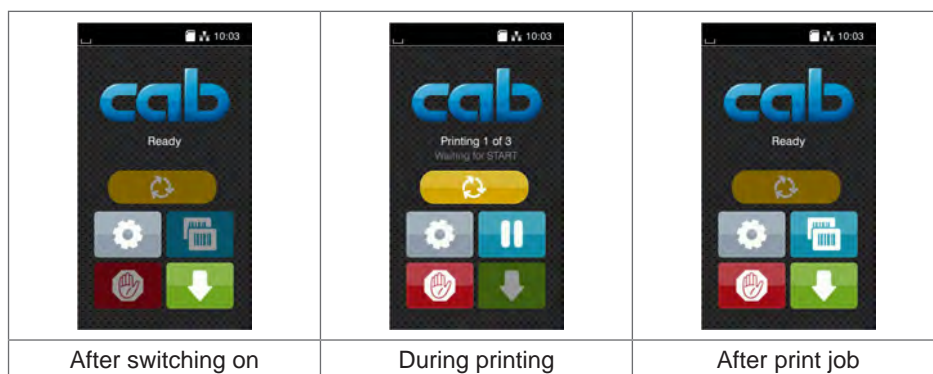 10:03
cab
Ready
After switching on
10:03
cab
Printing 1 of 3
Waiting for START
During printing
10:03
cab
Ready
After print job